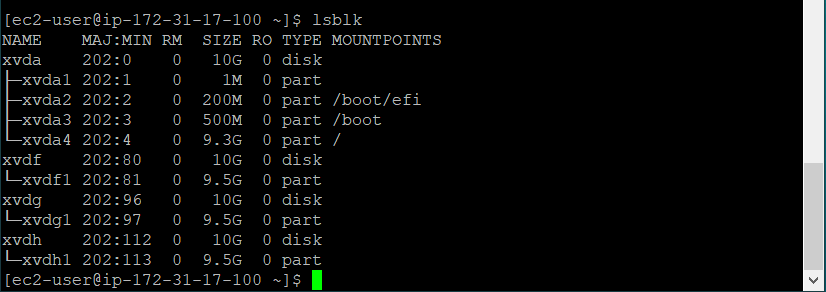 [ec2-user@ip-172-31-17-100 ~]$ lsblk
NAME    MAJ:MIN RM  SIZE RO TYPE MOUNTPOINTS
xvda    202:0    0   10G  0 disk
├─xvda1 202:1    0    1M  0 part
├─xvda2 202:2    0  200M  0 part /boot/efi
├─xvda3 202:3    0  500M  0 part /boot
└─xvda4 202:4    0  9.3G  0 part /
xvdf    202:80   0   10G  0 disk
└─xvdf1 202:81   0  9.5G  0 part
xvdg    202:96   0   10G  0 disk
└─xvdg1 202:97   0  9.5G  0 part
xvdh    202:112  0   10G  0 disk
└─xvdh1 202:113  0  9.5G  0 part
[ec2-user@ip-172-31-17-100 ~]$